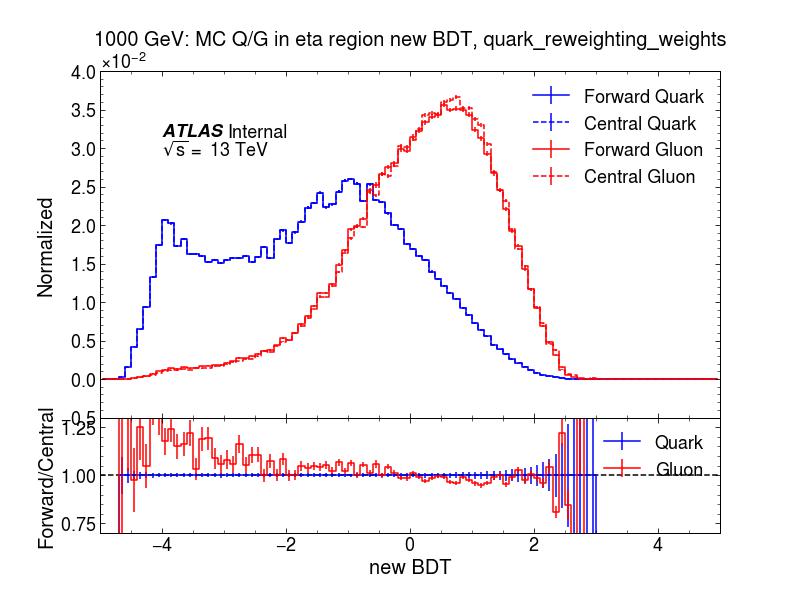 1000 GeV: MC Q/G in eta region new BDT, quark_reweighting_weights
×10⁻²
4.0
3.5
3.0
2.5
2.0
1.5
1.0
0.5
0.0
−0.5
Normalized
ATLAS Internal
√s = 13 TeV
Forward Quark
Central Quark
Forward Gluon
Central Gluon
1.25
1.00
0.75
Forward/Central
Quark
Gluon
−4 −2 0 2 4
new BDT